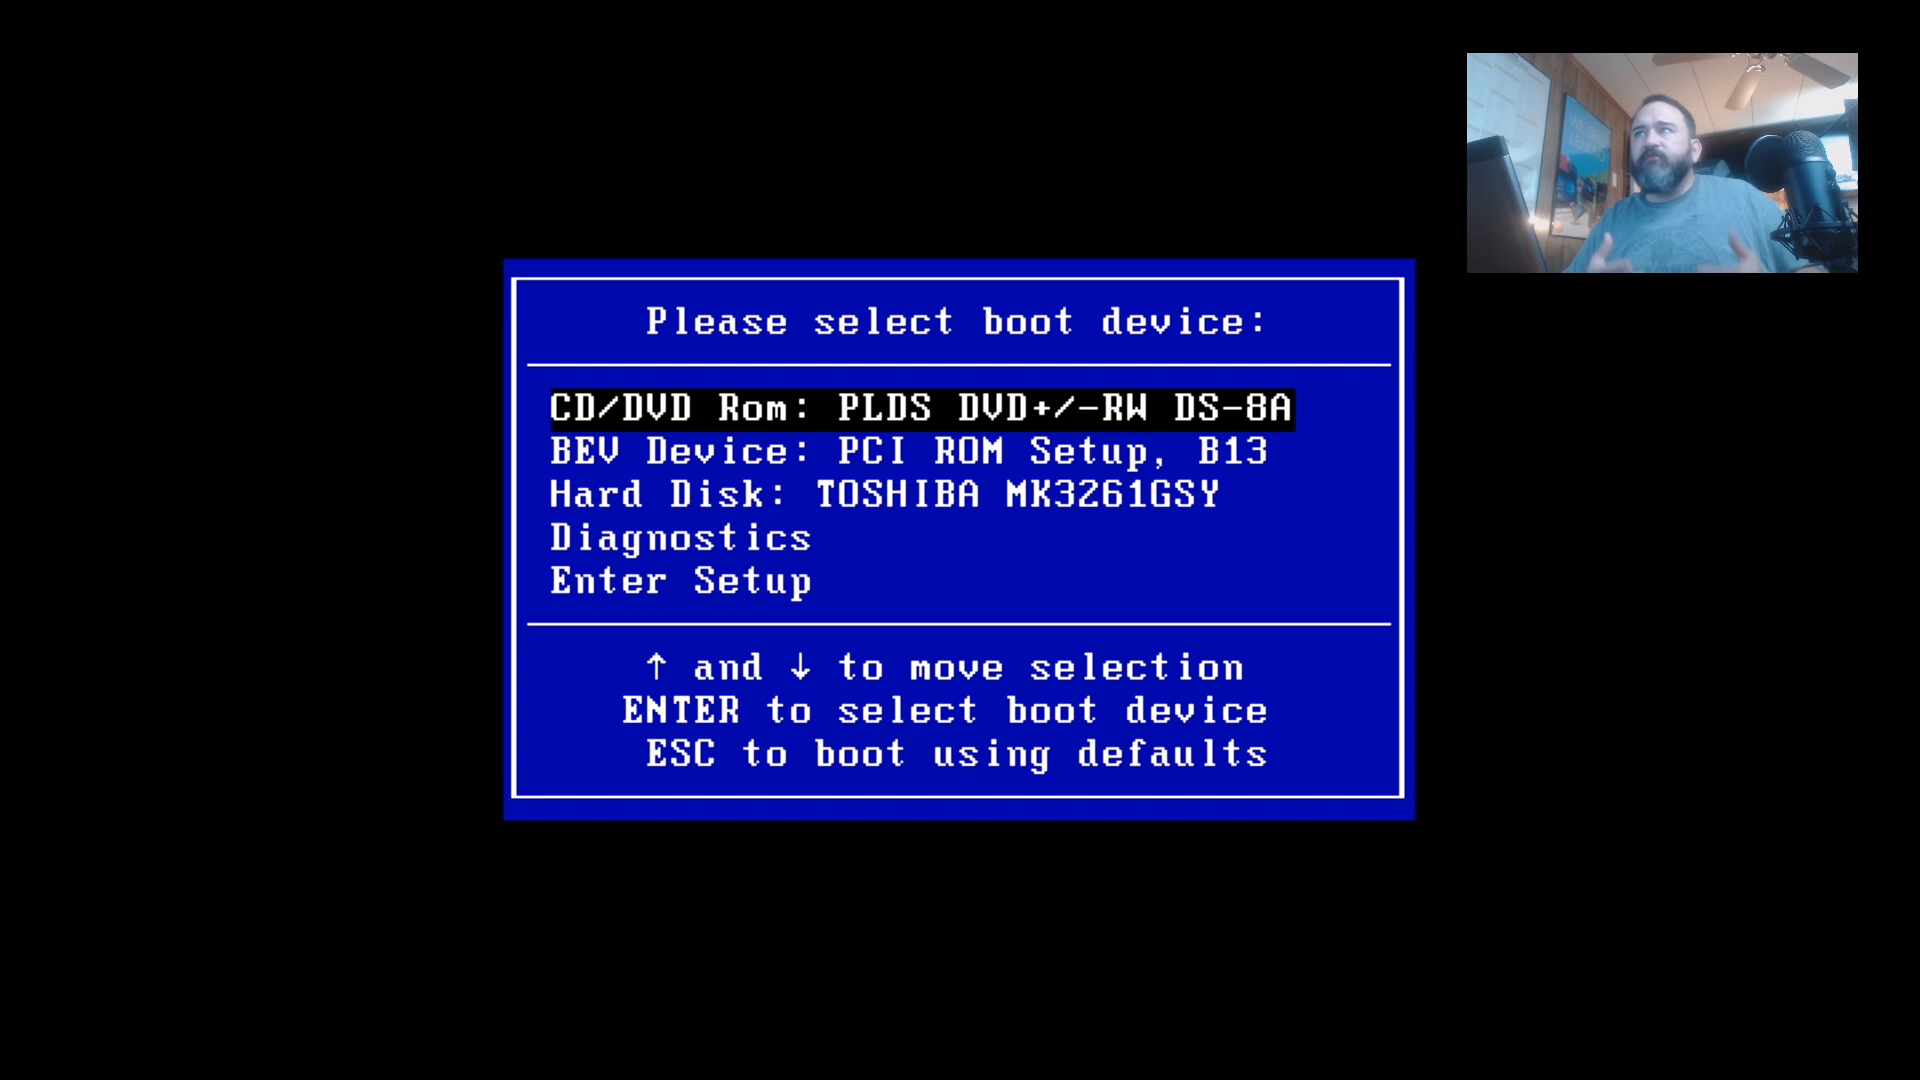 Please select boot device:
CD/DVD Rom: PLDS DVD+/-RW DS-8A
BEV Device: PCI ROM Setup, B13
Hard Disk: TOSHIBA MK3261GSY
Diagnostics
Enter Setup
↑ and ↓ to move selection
ENTER to select boot device
ESC to boot using defaults